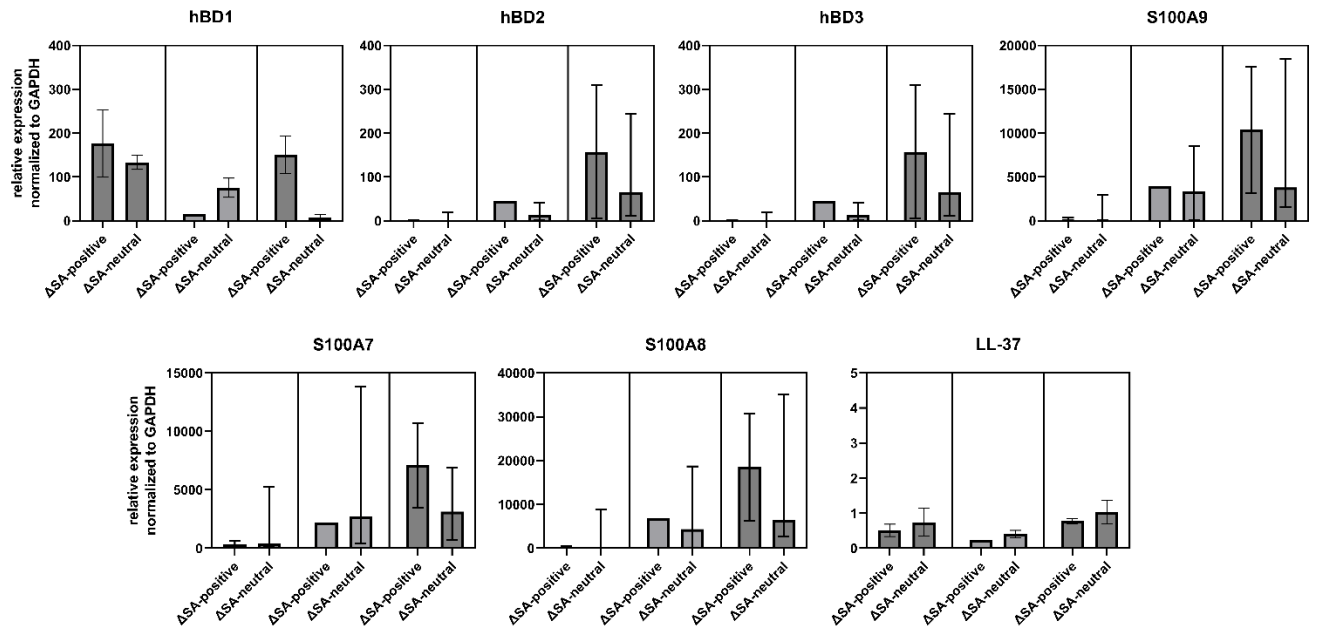 hBD1
hBD2
hBD3
S100A9
relative expression
normalized to GAPDH
400
300
200
100
0
400
300
200
100
0
400
300
200
100
0
20000
15000
10000
5000
0
ΔSA-positive
ΔSA-neutral
ΔSA-positive
ΔSA-neutral
ΔSA-positive
ΔSA-neutral
ΔSA-positive
ΔSA-neutral
ΔSA-positive
ΔSA-neutral
ΔSA-positive
ΔSA-neutral
ΔSA-positive
ΔSA-neutral
ΔSA-positive
ΔSA-neutral
ΔSA-positive
ΔSA-neutral
ΔSA-positive
ΔSA-neutral
ΔSA-positive
ΔSA-neutral
ΔSA-positive
ΔSA-neutral
S100A7
S100A8
LL-37
relative expression
normalized to GAPDH
15000
10000
5000
0
40000
30000
20000
10000
0
5
4
3
2
1
0
ΔSA-positive
ΔSA-neutral
ΔSA-positive
ΔSA-neutral
ΔSA-positive
ΔSA-neutral
ΔSA-positive
ΔSA-neutral
ΔSA-positive
ΔSA-neutral
ΔSA-positive
ΔSA-neutral
ΔSA-positive
ΔSA-neutral
ΔSA-positive
ΔSA-neutral
ΔSA-positive
ΔSA-neutral